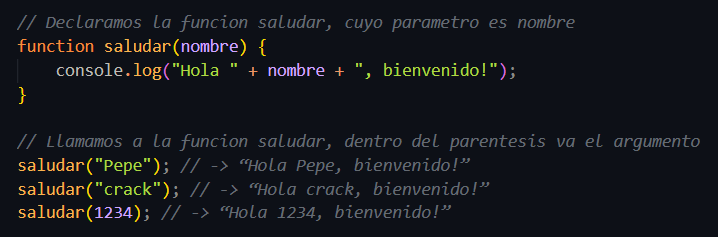 // Declaramos la funcion saludar, cuyo parametro es nombre
function saludar(nombre) {
    console.log("Hola " + nombre + ", bienvenido!");
}

// Llamamos a la funcion saludar, dentro del parentesis va el argumento
saludar("Pepe"); // -> “Hola Pepe, bienvenido!”
saludar("crack"); // -> “Hola crack, bienvenido!”
saludar(1234); // -> “Hola 1234, bienvenido!”